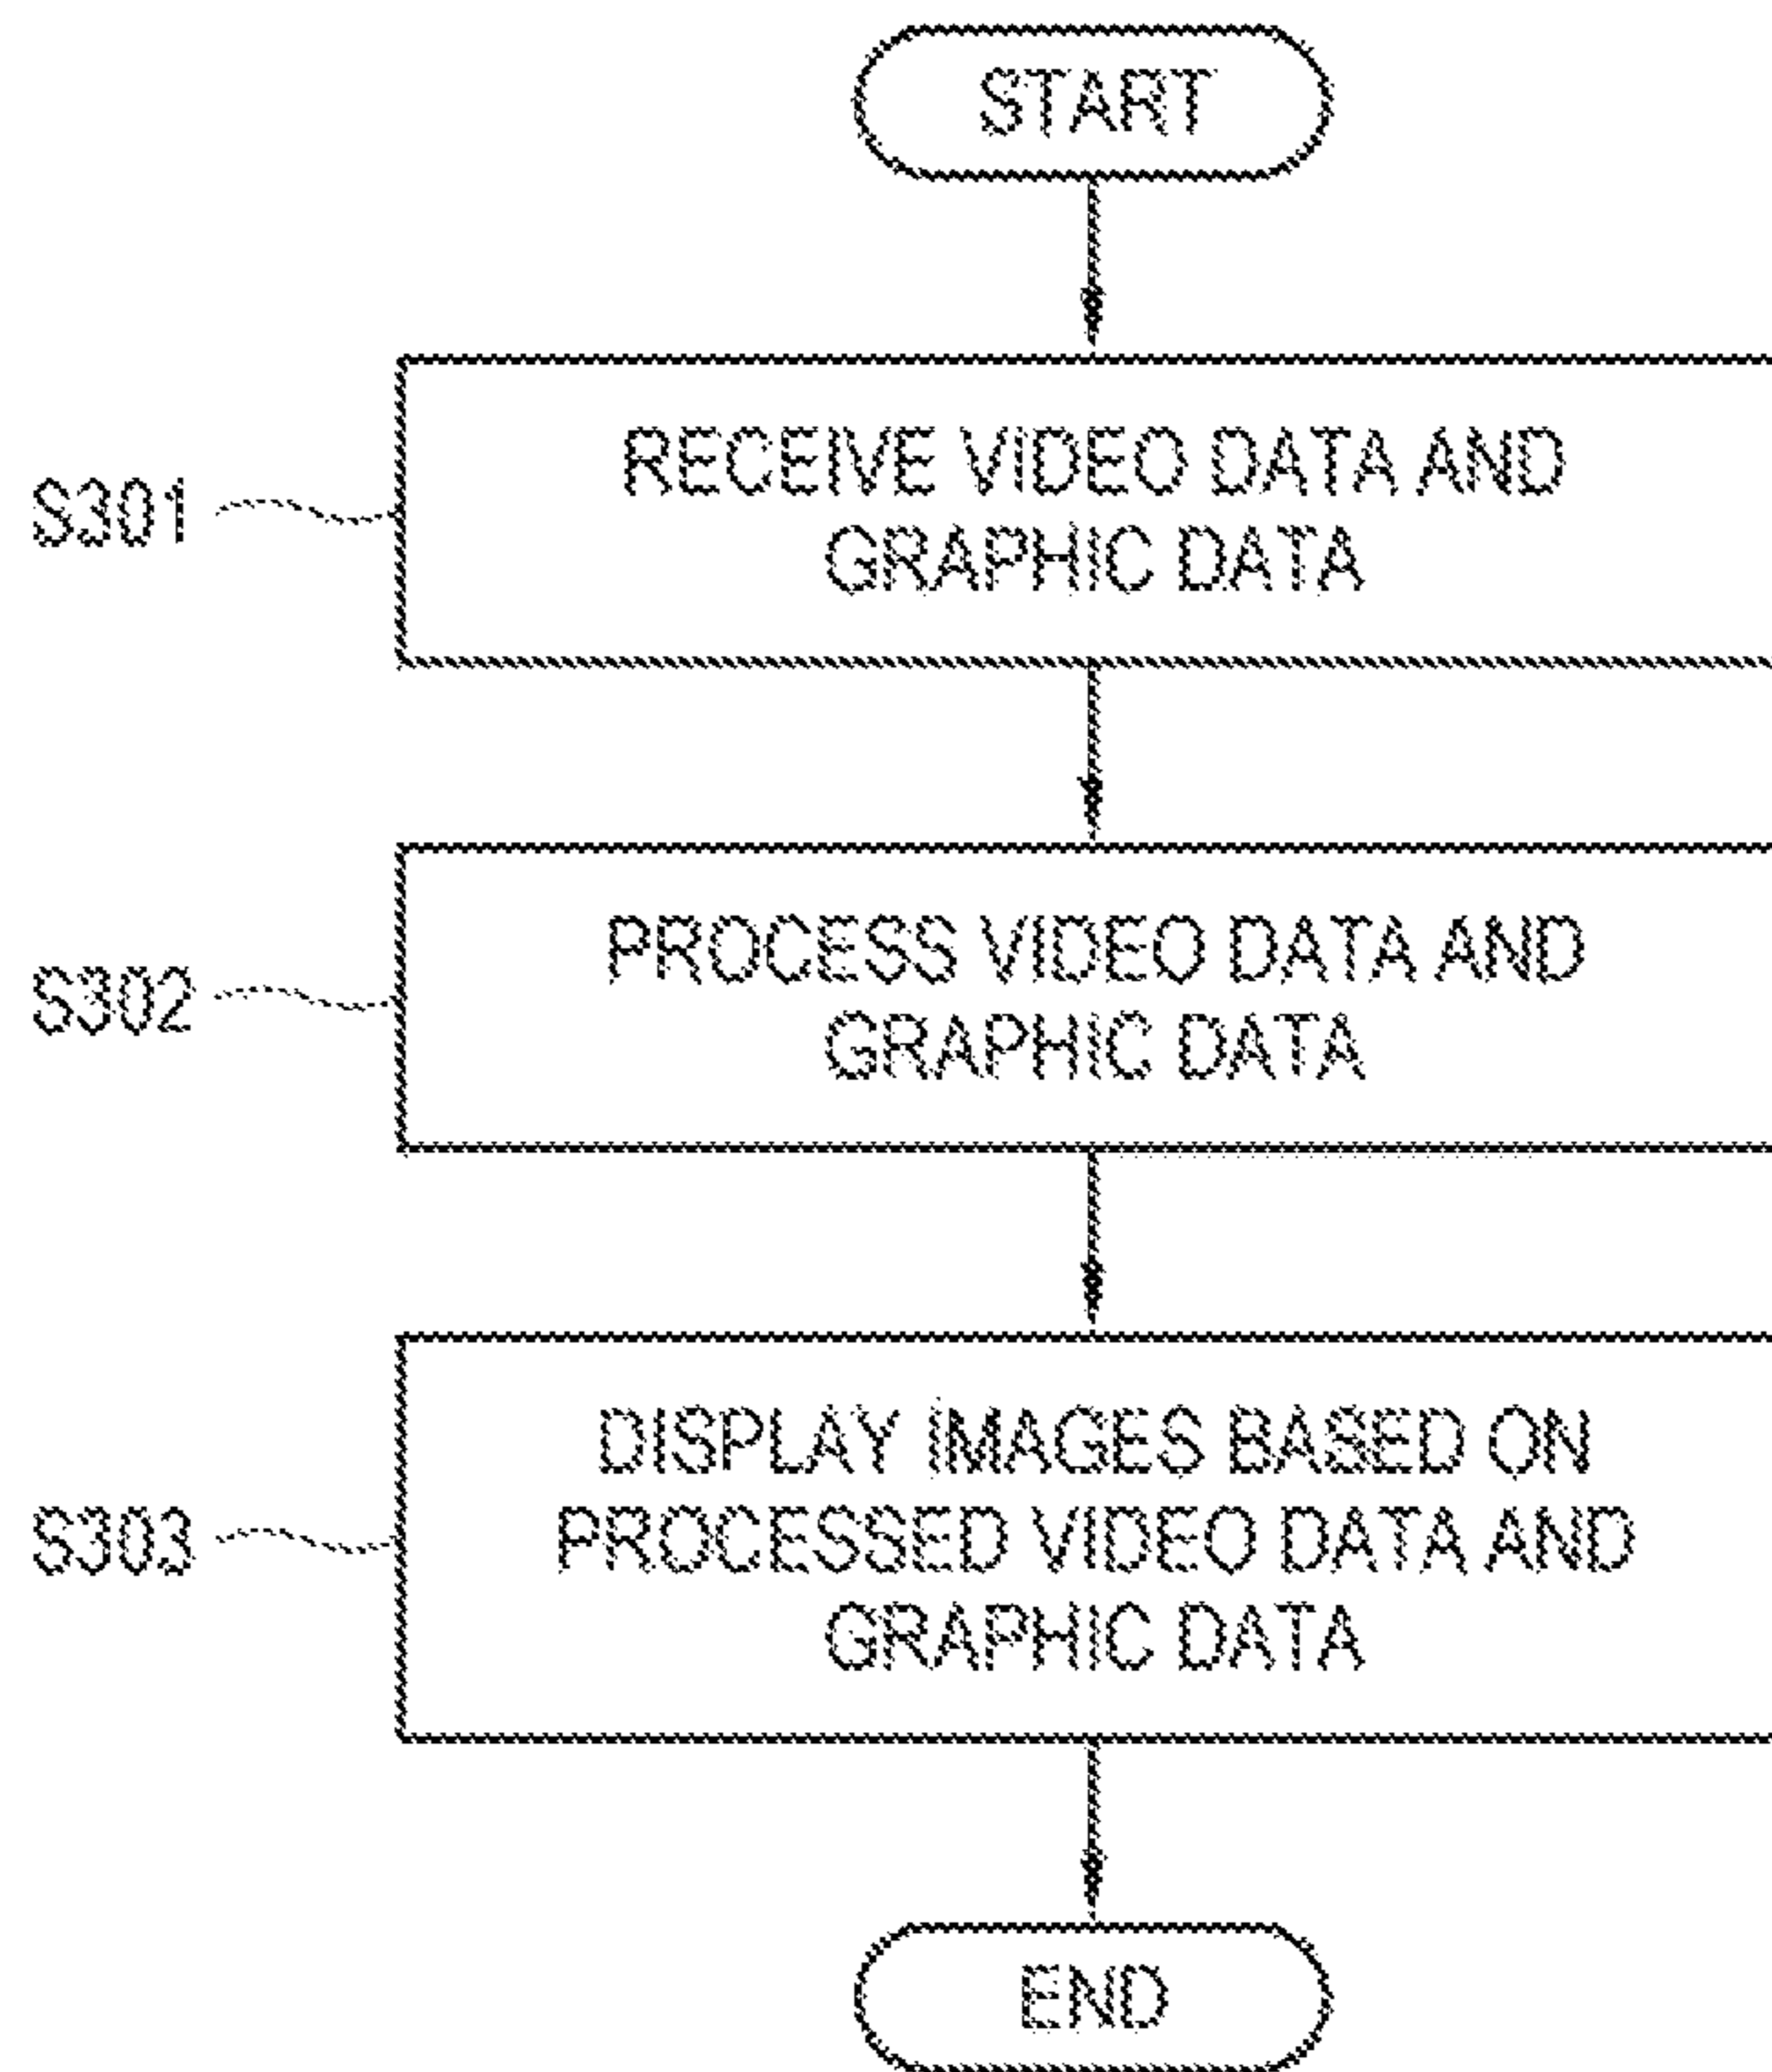 START
S301
RECEIVE VIDEO DATA AND
GRAPHIC DATA
S302
PROCESS VIDEO DATA AND
GRAPHIC DATA
S303
DISPLAY IMAGES BASED ON
PROCESSED VIDEO DATA AND
GRAPHIC DATA
END